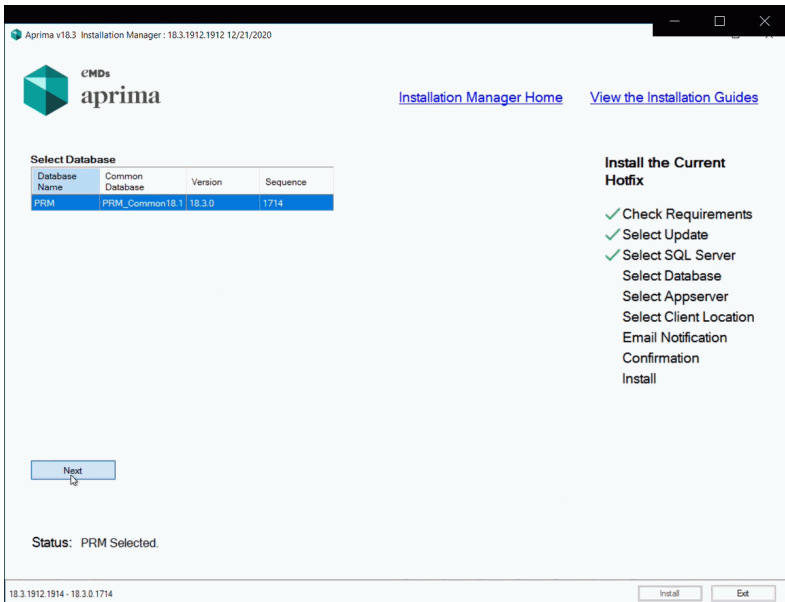 Aprima v18.3 Installation Manager : 18.3.1912.1912 12/21/2020
eMDs
aprima
Installation Manager Home
View the Installation Guides
Select Database
Database Name
Common Database
Version
Sequence
PRM
PRM_Common18.1
18.3.0
1714
Next
Status: PRM Selected.
Install the Current
Hotfix
Check Requirements
Select Update
Select SQL Server
Select Database
Select Appserver
Select Client Location
Email Notification
Confirmation
Install
18.3.1912.1914 - 18.3.0.1714
Install
Exit